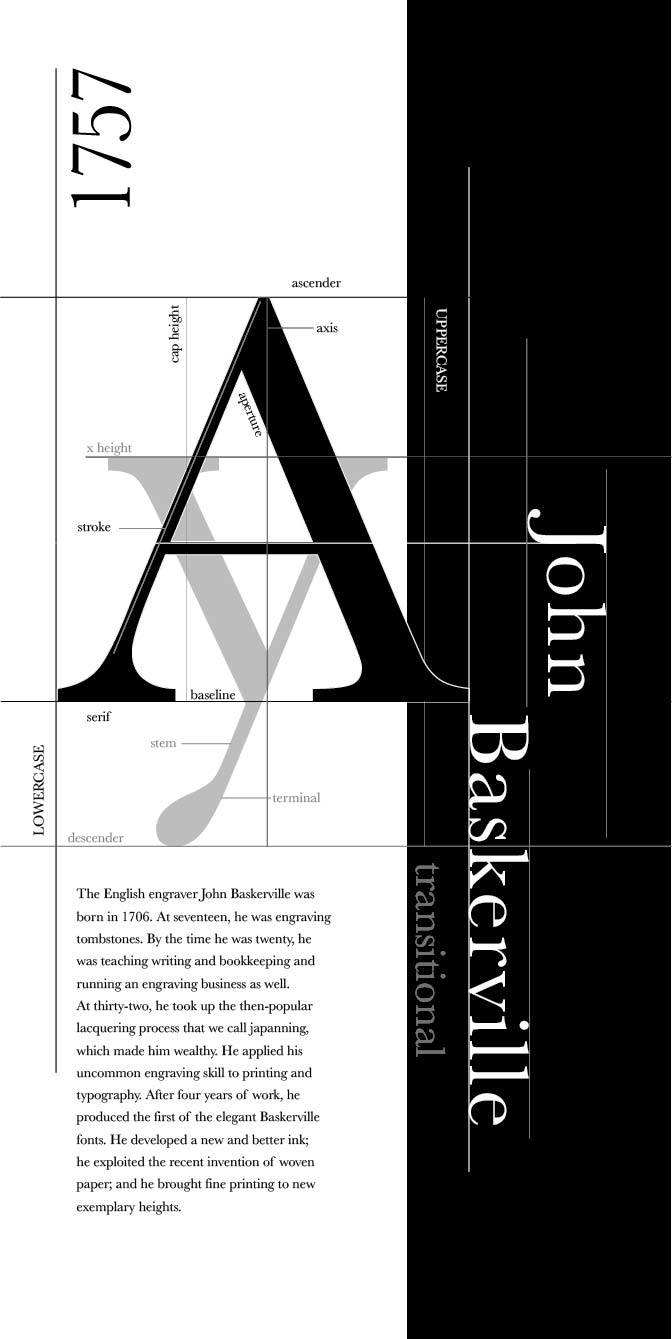 1757
ascender
cap height
axis
UPPERCASE
aperture
x height
stroke
John
baseline
serif
Baskerville
stem
LOWERCASE
terminal
descender
transitional
The English engraver John Baskerville was
born in 1706. At seventeen, he was engraving
tombstones. By the time he was twenty, he
was teaching writing and bookkeeping and
running an engraving business as well.
At thirty-two, he took up the then-popular
lacquering process that we call japanning,
which made him wealthy. He applied his
uncommon engraving skill to printing and
typography. After four years of work, he
produced the first of the elegant Baskerville
fonts. He developed a new and better ink;
he exploited the recent invention of woven
paper; and he brought fine printing to new
exemplary heights.
A
y